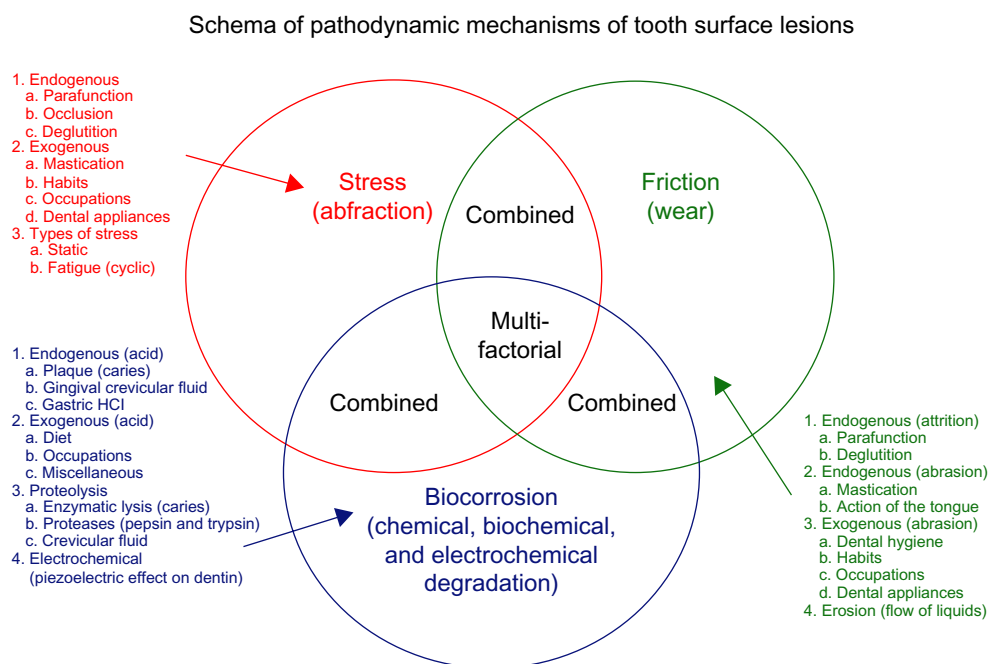 Schema of pathodynamic mechanisms of tooth surface lesions
1. Endogenous
a. Parafunction
b. Occlusion
c. Deglutition
2. Exogenous
a. Mastication
b. Habits
c. Occupations
d. Dental appliances
3. Types of stress
a. Static
b. Fatigue (cyclic)
Stress
(abfraction)
Combined
Friction
(wear)
Multi-
factorial
Combined
Combined
1. Endogenous (acid)
a. Plaque (caries)
b. Gingival crevicular fluid
c. Gastric HCl
2. Exogenous (acid)
a. Diet
b. Occupations
c. Miscellaneous
3. Proteolysis
a. Enzymatic lysis (caries)
b. Proteases (pepsin and trypsin)
c. Crevicular fluid
4. Electrochemical
(piezoelectric effect on dentin)
Biocorrosion
(chemical, biochemical,
and electrochemical
degradation)
1. Endogenous (attrition)
a. Parafunction
b. Deglutition
2. Endogenous (abrasion)
a. Mastication
b. Action of the tongue
3. Exogenous (abrasion)
a. Dental hygiene
b. Habits
c. Occupations
d. Dental appliances
4. Erosion (flow of liquids)